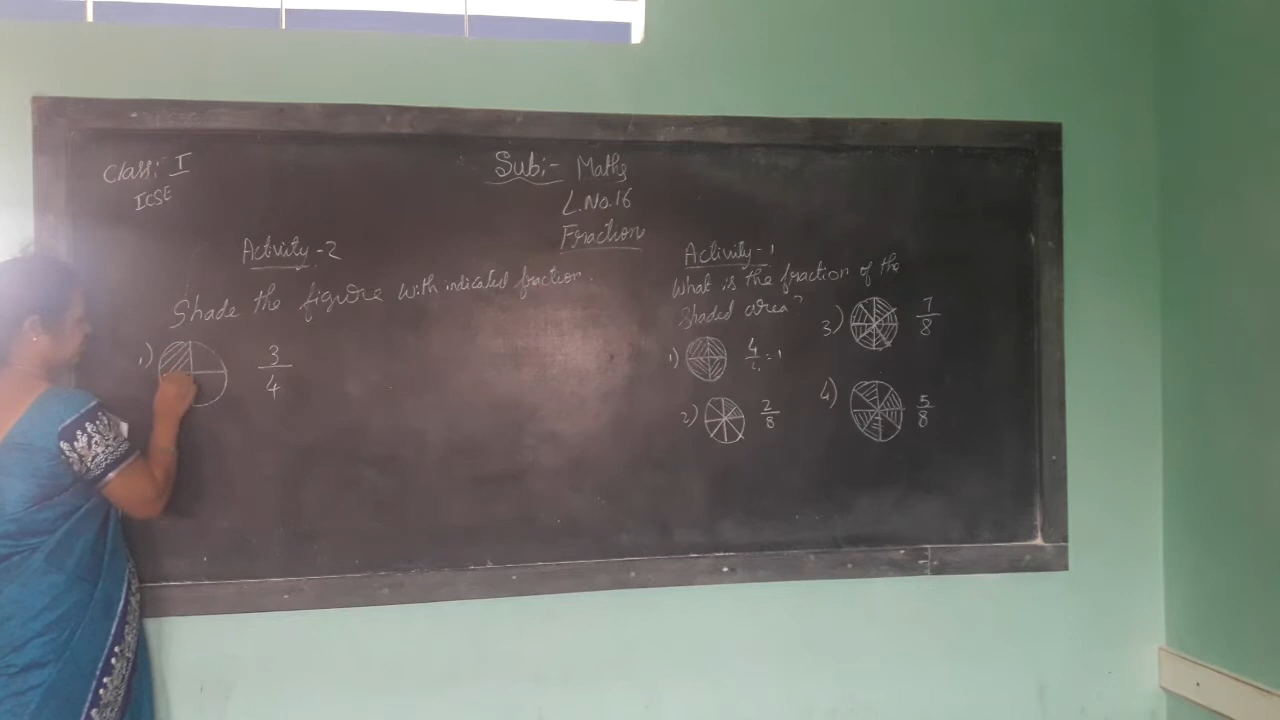 Class: I
ICSE
Sub:- Maths
L.No.16
Fractions
Activity-2
Shade the figure with indicated fraction.
1) 3/4
Activity-1
What is the fraction of the
shaded area?
1) 4/4 = 1
2) 2/8
3) 7/8
4) 5/8